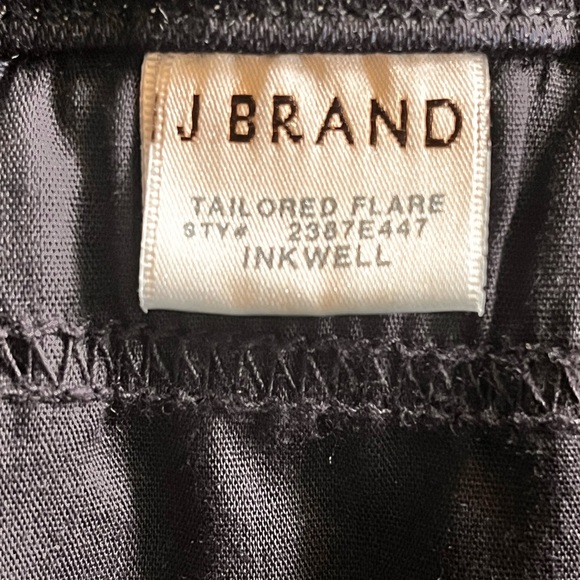 J BRAND
TAILORED FLARE
STY# 2387E447
INKWELL